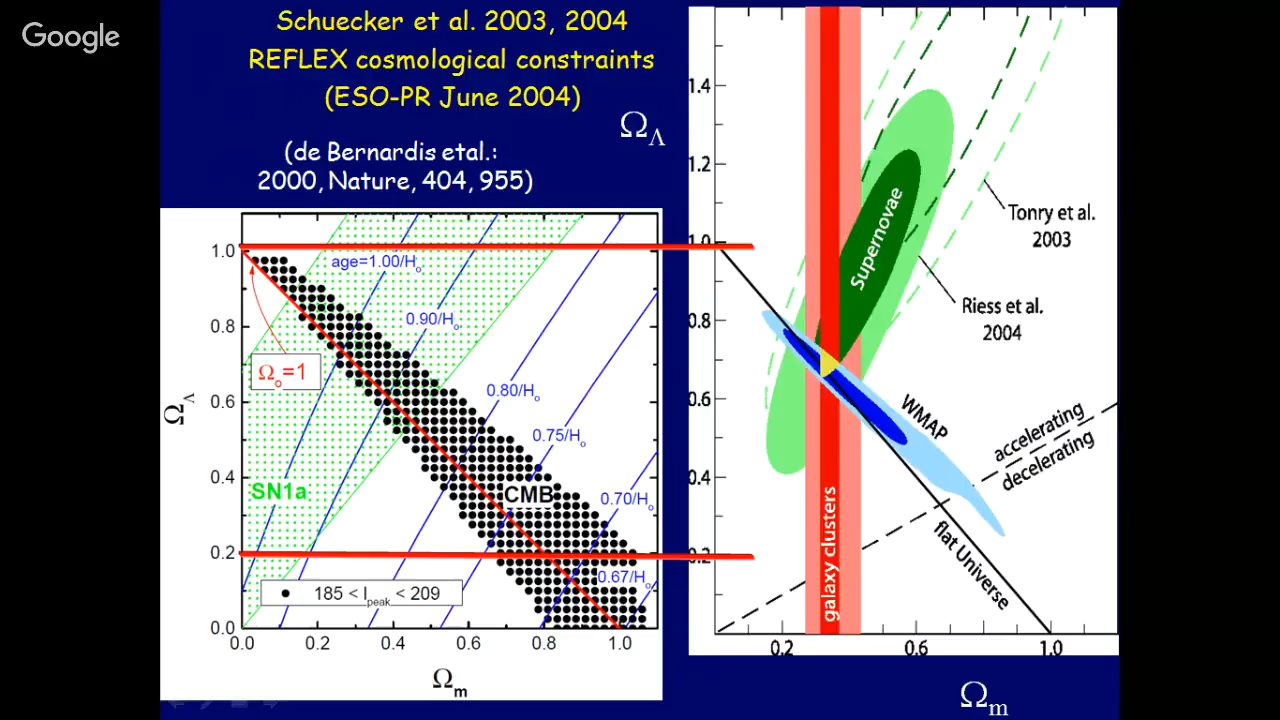 Google
Schuecker et al. 2003, 2004
REFLEX cosmological constraints
(ESO-PR June 2004)
(de Bernardis etal.:
2000, Nature, 404, 955)
Ω_Λ
1.0
0.8
0.6
0.4
0.2
0.0
Ω_Λ
age=1.00/H_o
0.90/H_o
0.80/H_o
0.75/H_o
0.70/H_o
0.67/H_o
Ω_o=1
SN1a
CMB
185 < l_peak < 209
0.0 0.2 0.4 0.6 0.8 1.0
Ω_m
1.4
1.2
1.0
0.8
0.6
0.4
0.2
Supernovae
Tonry et al.
2003
Riess et al.
2004
WMAP
accelerating
decelerating
flat Universe
galaxy clusters
0.2 0.6 1.0
Ω_m